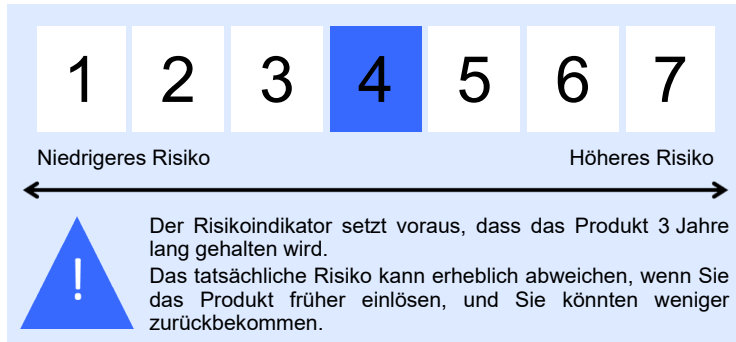 1 2 3 4 5 6 7
Niedrigeres Risiko Höheres Risiko
Der Risikoindikator setzt voraus, dass das Produkt 3 Jahre
lang gehalten wird.
Das tatsächliche Risiko kann erheblich abweichen, wenn Sie
das Produkt früher einlösen, und Sie könnten weniger
zurückbekommen.
!